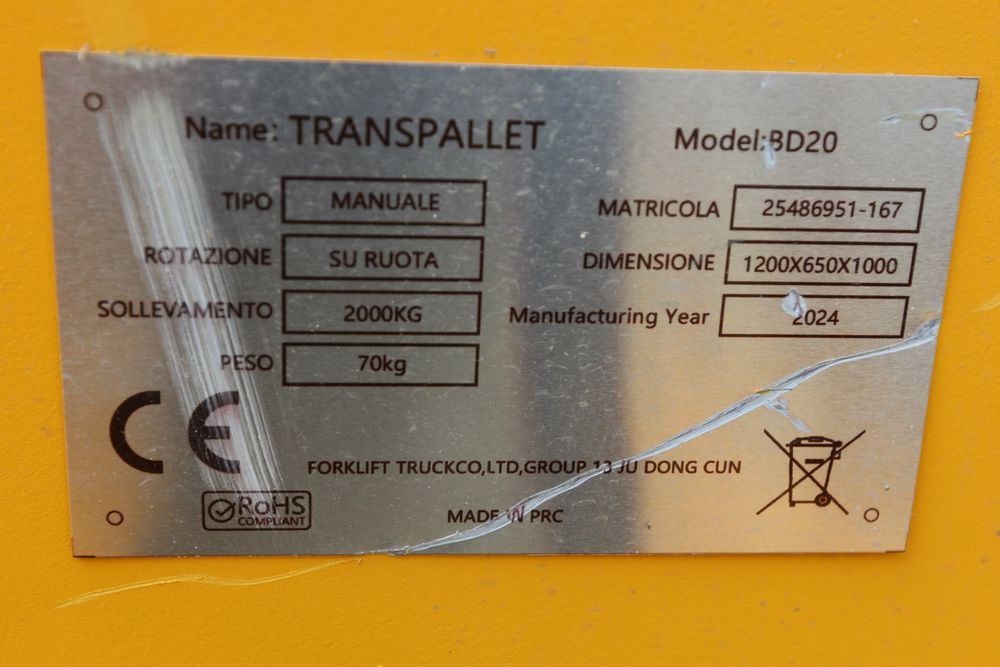 Name: TRANSPALLET Model:BD20
TIPO MANUALE MATRICOLA 25486951-167
ROTAZIONE SU RUOTA DIMENSIONE 1200X650X1000
SOLLEVAMENTO 2000KG Manufacturing Year 2024
PESO 70kg
CE
FORKLIFT TRUCKCO,LTD,GROUP 13 JU DONG CUN
RoHS
COMPLIANT
MADE IN PRC